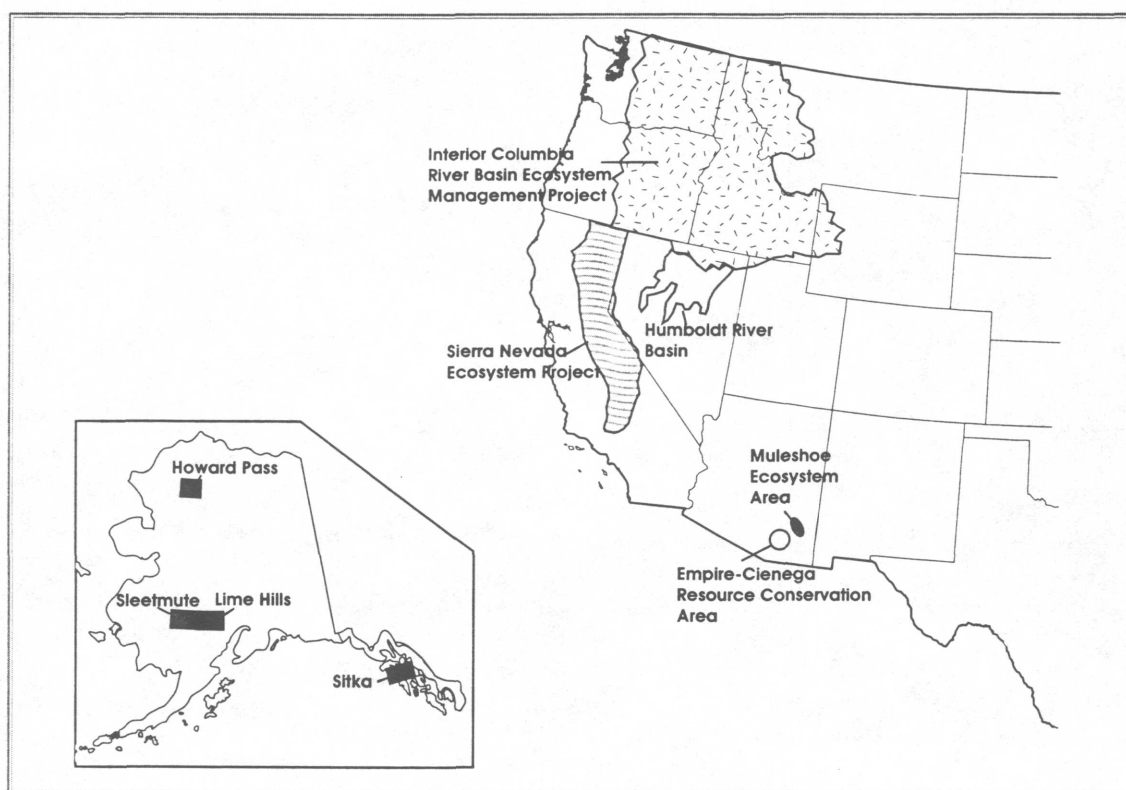 Interior Columbia
River Basin Ecosystem
Management Project
Humboldt River
Basin
Sierra Nevada
Ecosystem Project
Muleshoe
Ecosystem
Area
Empire-Cienega
Resource Conservation
Area
Howard Pass
Sleetmute
Lime Hills
Sitka